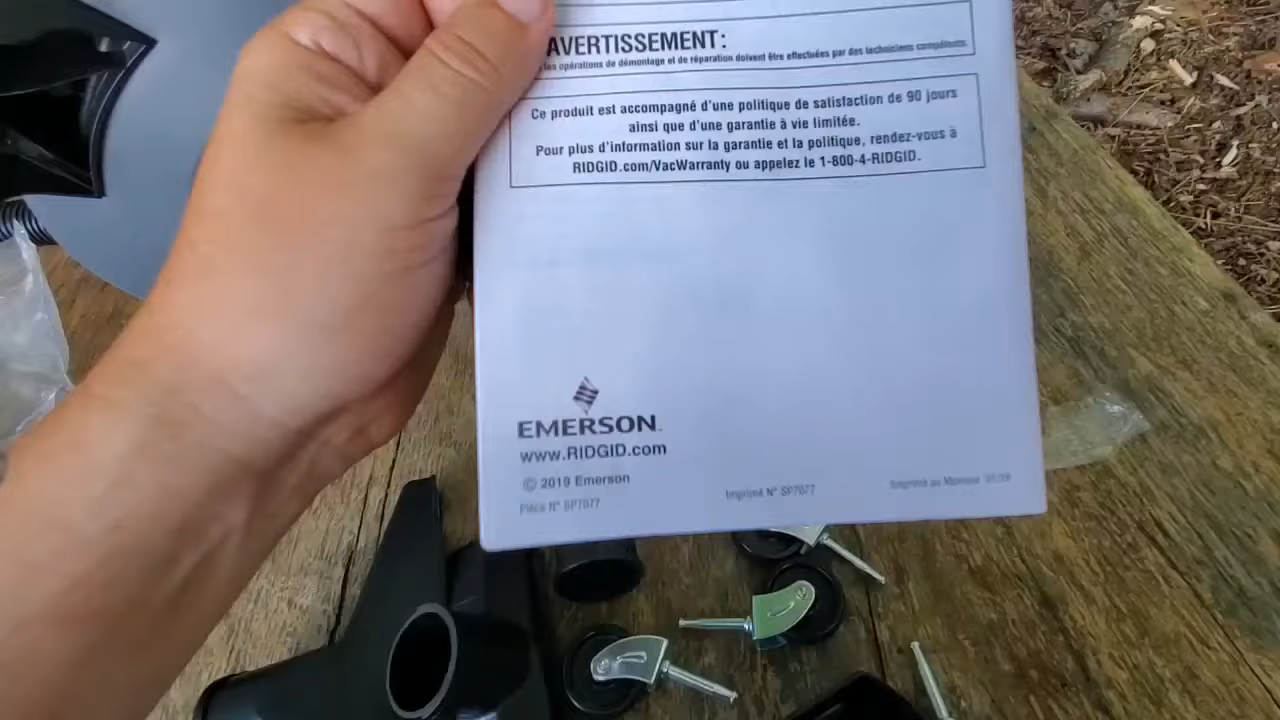 AVERTISSEMENT:
les opérations de démontage et de réparation doivent être effectuées par des techniciens compétents.
Ce produit est accompagné d'une politique de satisfaction de 90 jours
ainsi que d'une garantie à vie limitée.
Pour plus d'information sur la garantie et la politique, rendez-vous à
RIDGID.com/VacWarranty ou appelez le 1-800-4-RIDGID.
EMERSON
www.RIDGID.com
© 2019 Emerson
Pièce N° SP7077
Imprimé N° SP7077
Imprimé au Mexique